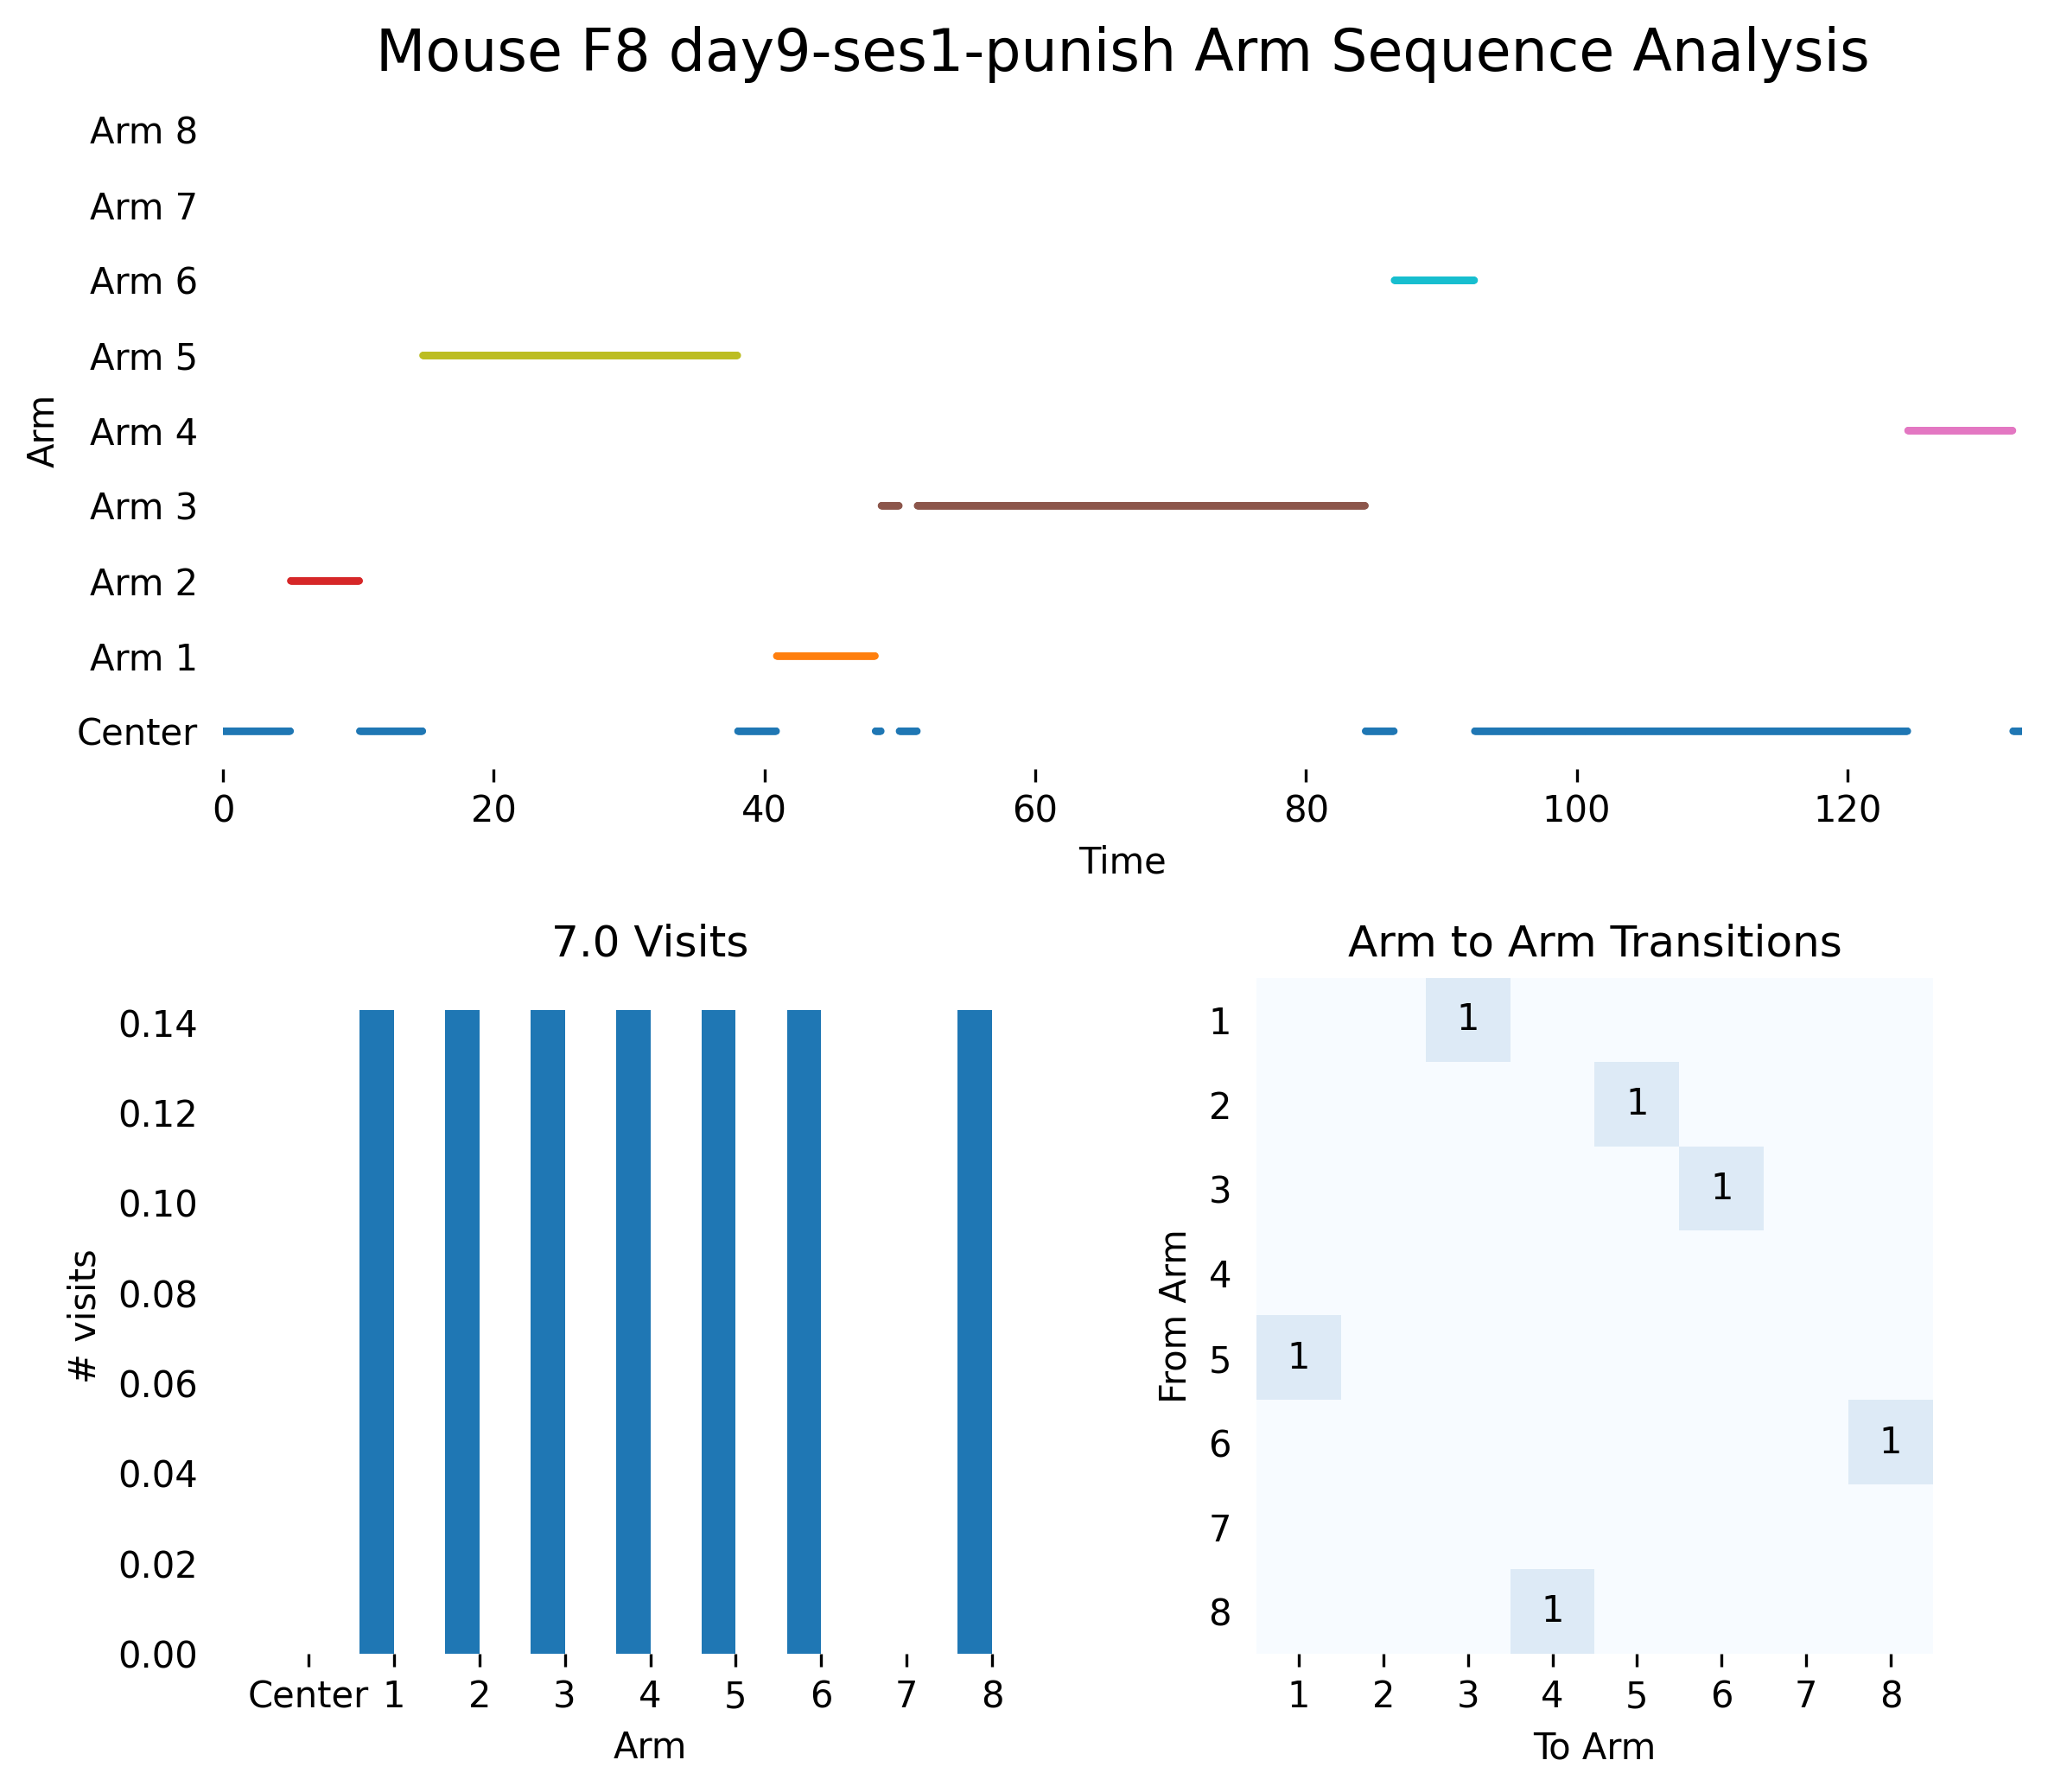 Mouse F8 day9-ses1-punish Arm Sequence Analysis
Arm 8
Arm 7
Arm 6
Arm 5
Arm 4
Arm 3
Arm 2
Arm 1
Center
Arm
0 20 40 60 80 100 120
Time
7.0 Visits
0.14
0.12
0.10
0.08
0.06
0.04
0.02
0.00
# visits
Center 1 2 3 4 5 6 7 8
Arm
Arm to Arm Transitions
1 1
2 1
3 1
4
5 1
6 1
7
8 1
From Arm
1 2 3 4 5 6 7 8
To Arm